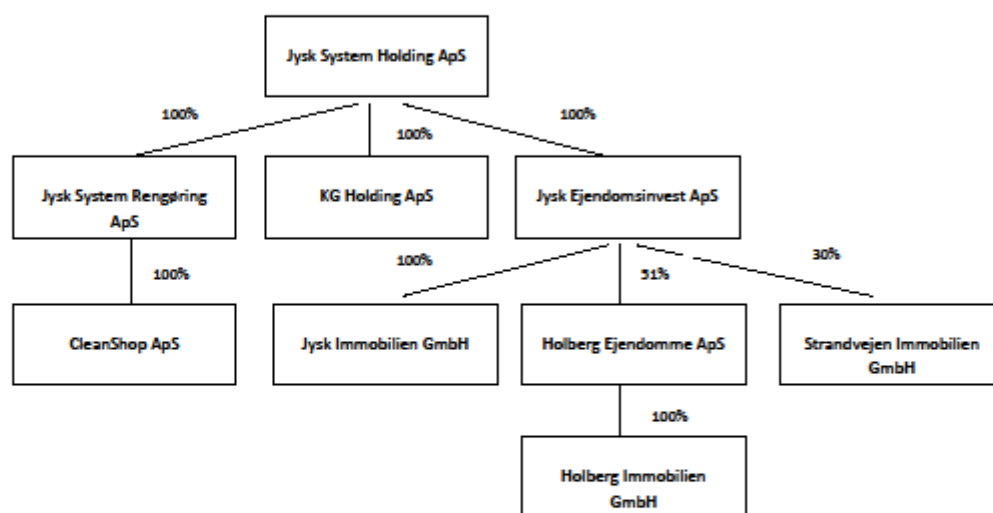 Jysk System Holding ApS
100%
100%
100%
Jysk System Rengøring
ApS
KG Holding ApS
Jysk Ejendomsinvest ApS
100%
100%
51%
30%
CleanShop ApS
Jysk Immobilien GmbH
Holberg Ejendomme ApS
Strandvejen Immobilien
GmbH
100%
Holberg Immobilien
GmbH